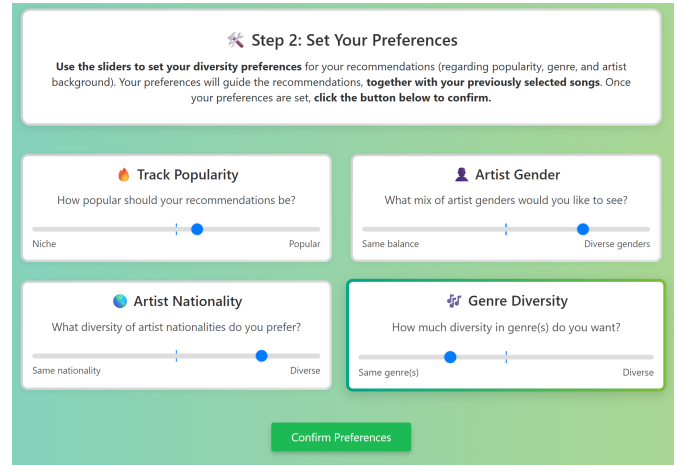 🛠️ Step 2: Set Your Preferences
Use the sliders to set your diversity preferences for your recommendations (regarding popularity, genre, and artist
background). Your preferences will guide the recommendations, together with your previously selected songs. Once
your preferences are set, click the button below to confirm.
🔥 Track Popularity
How popular should your recommendations be?
Niche Popular
👤 Artist Gender
What mix of artist genders would you like to see?
Same balance Diverse genders
🌎 Artist Nationality
What diversity of artist nationalities do you prefer?
Same nationality Diverse
🎶 Genre Diversity
How much diversity in genre(s) do you want?
Same genre(s) Diverse
Confirm Preferences